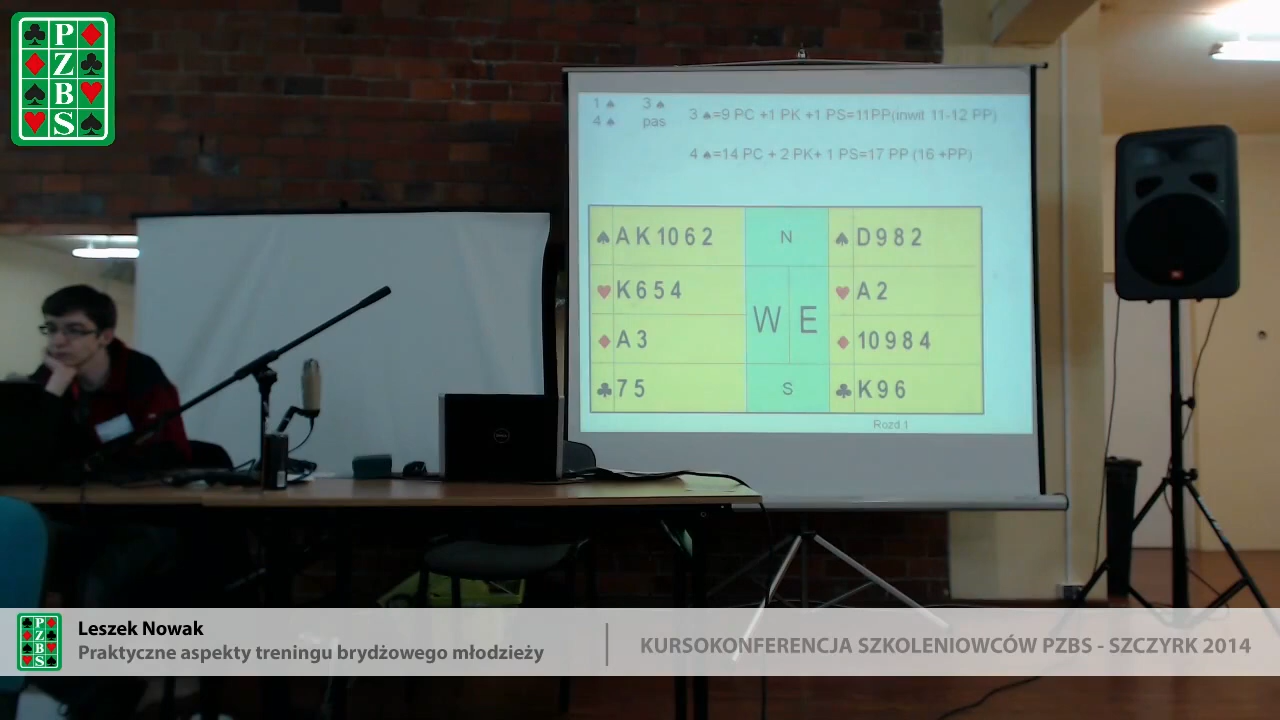 P
Z
B
S
1 ♠ 3 ♠
4 ♠ pas
3 ♠=9 PC +1 PK +1 PS=11PP(inwit 11-12 PP)
4 ♠=14 PC + 2 PK+ 1 PS=17 PP (16 +PP)
♠ A K 10 6 2 N ♠ D 9 8 2
♥ K 6 5 4 ♥ A 2
W E
♦ A 3 ♦ 10 9 8 4
♣ 7 5 S ♣ K 9 6
Rozd 1
P
Z
B
S
Leszek Nowak
Praktyczne aspekty treningu brydżowego młodzieży
KURSOKONFERENCJA SZKOLENIOWCÓW PZBS - SZCZYRK 2014